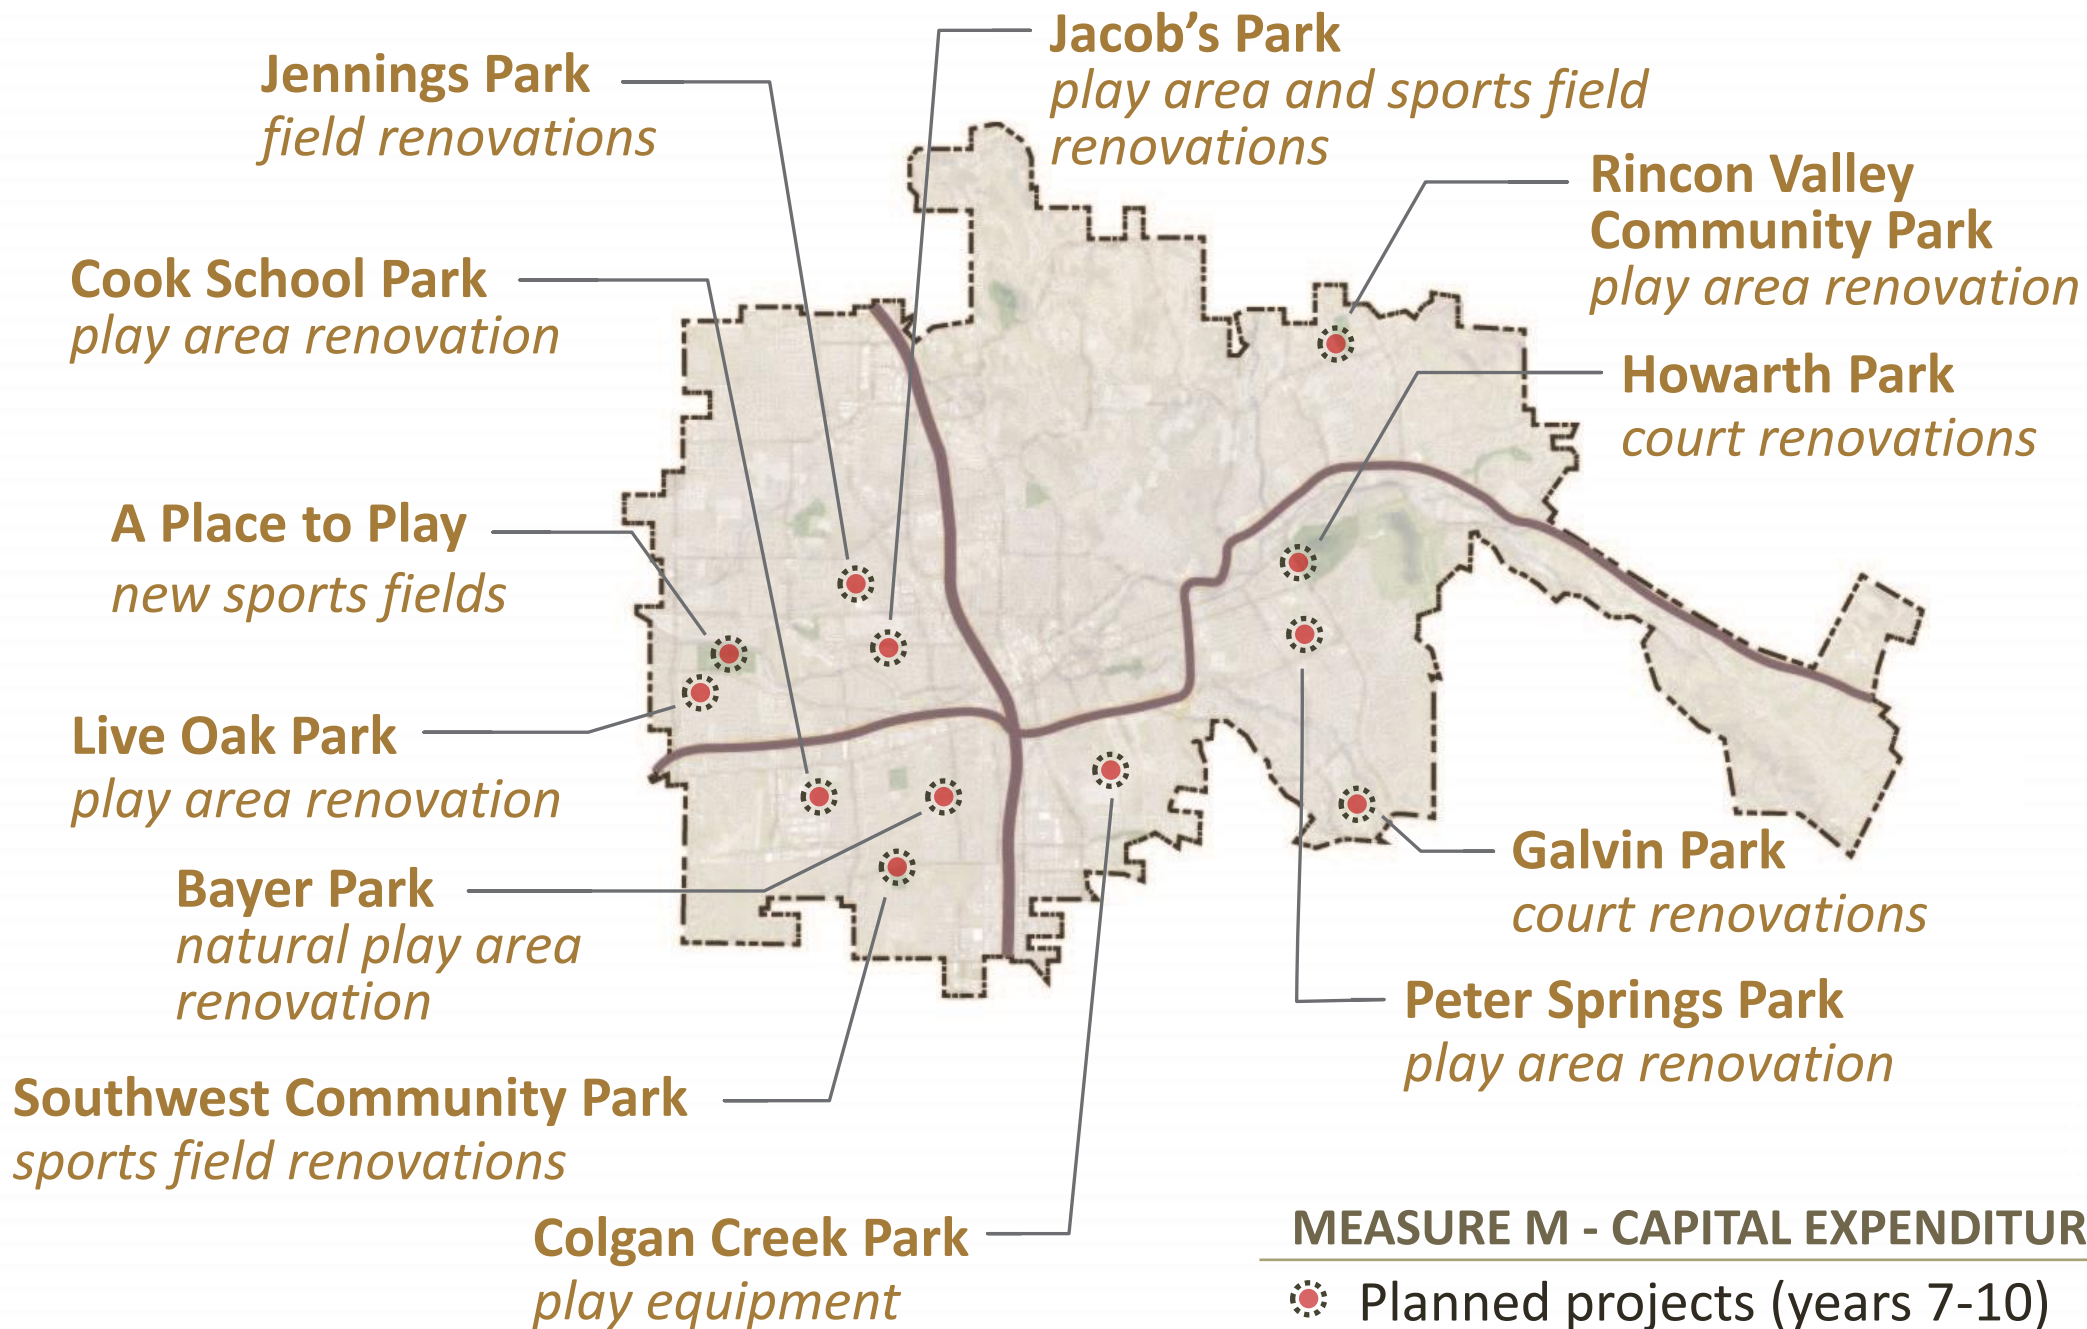 Jacob’s Park
play area and sports field
renovations
Jennings Park
field renovations
Rincon Valley
Community Park
play area renovation
Cook School Park
play area renovation
Howarth Park
court renovations
A Place to Play
new sports fields
Live Oak Park
play area renovation
Bayer Park
natural play area
renovation
Galvin Park
court renovations
Peter Springs Park
play area renovation
Southwest Community Park
sports field renovations
Colgan Creek Park
play equipment
MEASURE M - CAPITAL EXPENDITUR
Planned projects (years 7-10)